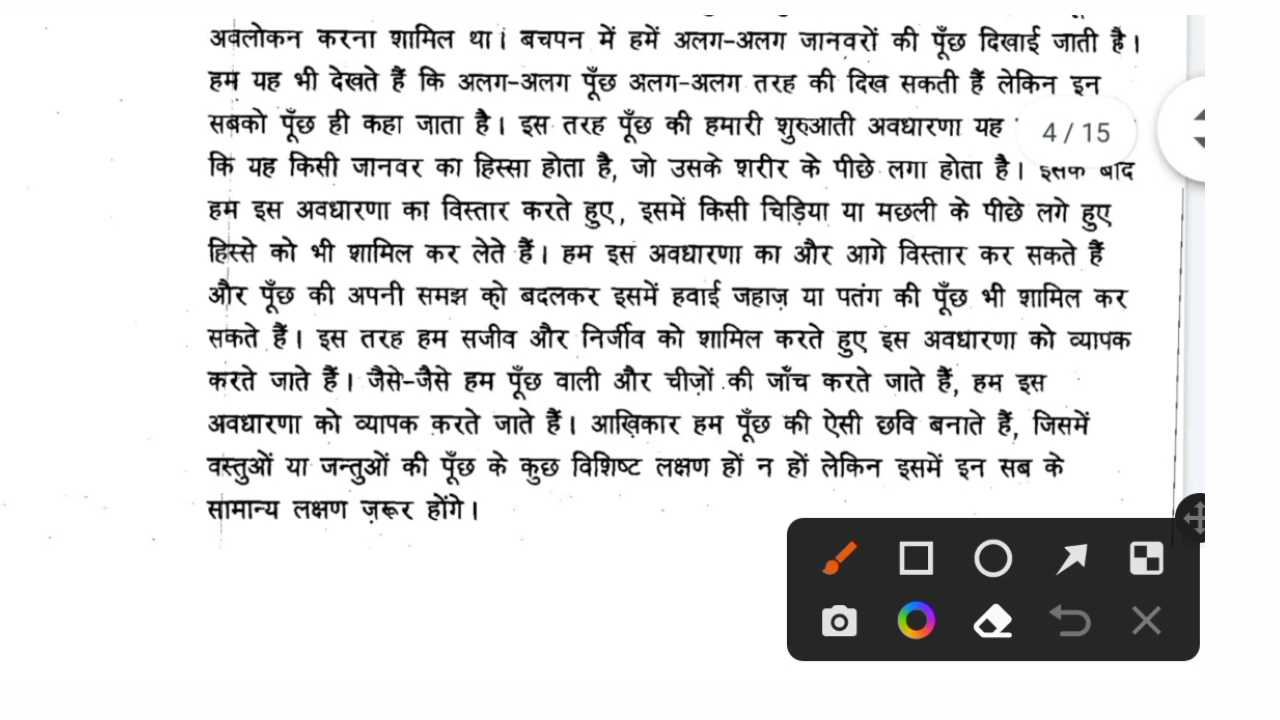 अवलोकन करना शामिल था। बचपन में हमें अलग-अलग जानवरों की पूँछ दिखाई जाती है।
हम यह भी देखते हैं कि अलग-अलग पूँछ अलग-अलग तरह की दिख सकती हैं लेकिन इन
सबको पूँछ ही कहा जाता है। इस तरह पूँछ की हमारी शुरुआती अवधारणा यह
4 / 15
कि यह किसी जानवर का हिस्सा होता है, जो उसके शरीर के पीछे लगा होता है। इसके बाद
हम इस अवधारणा का विस्तार करते हुए, इसमें किसी चिड़िया या मछली के पीछे लगे हुए
हिस्से को भी शामिल कर लेते हैं। हम इस अवधारणा का और आगे विस्तार कर सकते हैं
और पूँछ की अपनी समझ को बदलकर इसमें हवाई जहाज़ या पतंग की पूँछ भी शामिल कर
सकते हैं। इस तरह हम सजीव और निर्जीव को शामिल करते हुए इस अवधारणा को व्यापक
करते जाते हैं। जैसे-जैसे हम पूँछ वाली और चीज़ों की जाँच करते जाते हैं, हम इस
अवधारणा को व्यापक करते जाते हैं। आख़िकार हम पूँछ की ऐसी छवि बनाते हैं, जिसमें
वस्तुओं या जन्तुओं की पूँछ के कुछ विशिष्ट लक्षण हों न हों लेकिन इसमें इन सब के
सामान्य लक्षण ज़रूर होंगे।